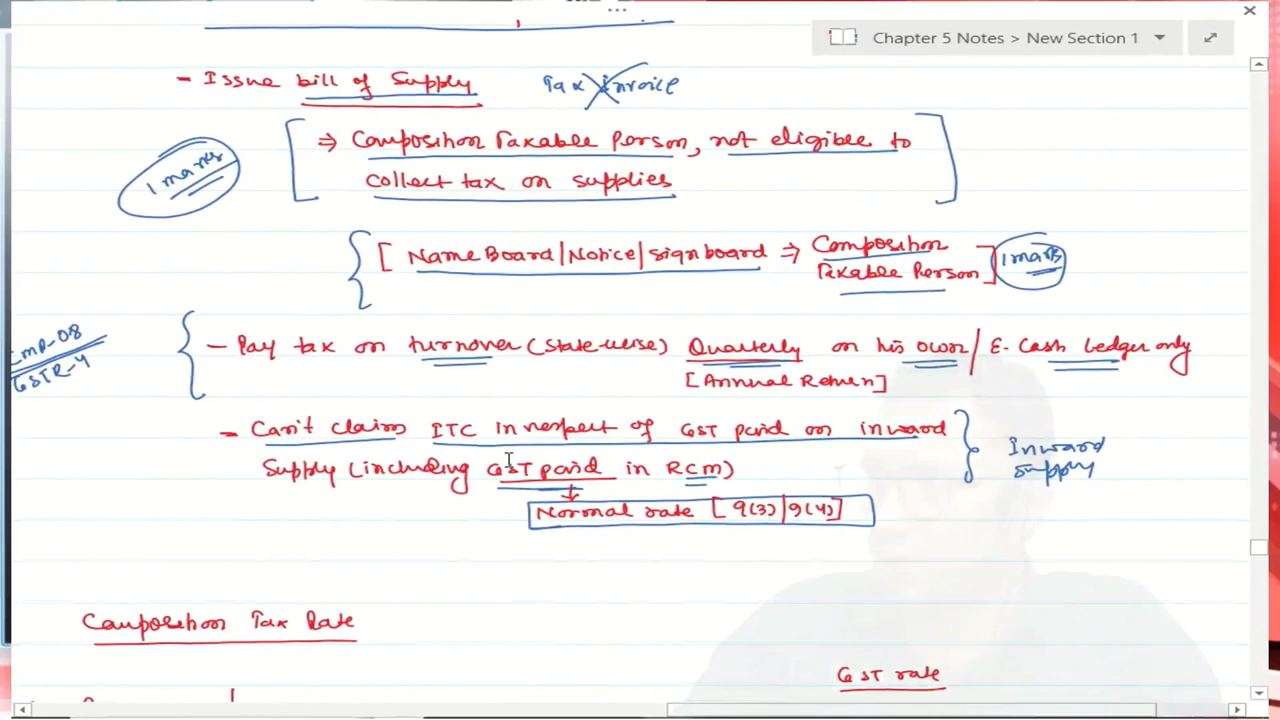 Chapter 5 Notes > New Section 1
- Issue bill of Supply Tax Invoice
⇒ Composition Taxable Person, not eligible to
collect tax on supplies
1 marks
[Name Board/Notice/Signboard ⇒ Composition
Taxable Person]
1 marks
CMP-08
GSTR-4
- Pay tax on turnover (State-wise) Quarterly on his own / E-Cash ledger only
[Annual Return]
- Can't claim ITC in respect of GST paid on inward
Supply (including GST paid in RCM)
Inward
supply
Normal rate [9(3)/9(4)]
Composition Tax Rate
GST rate